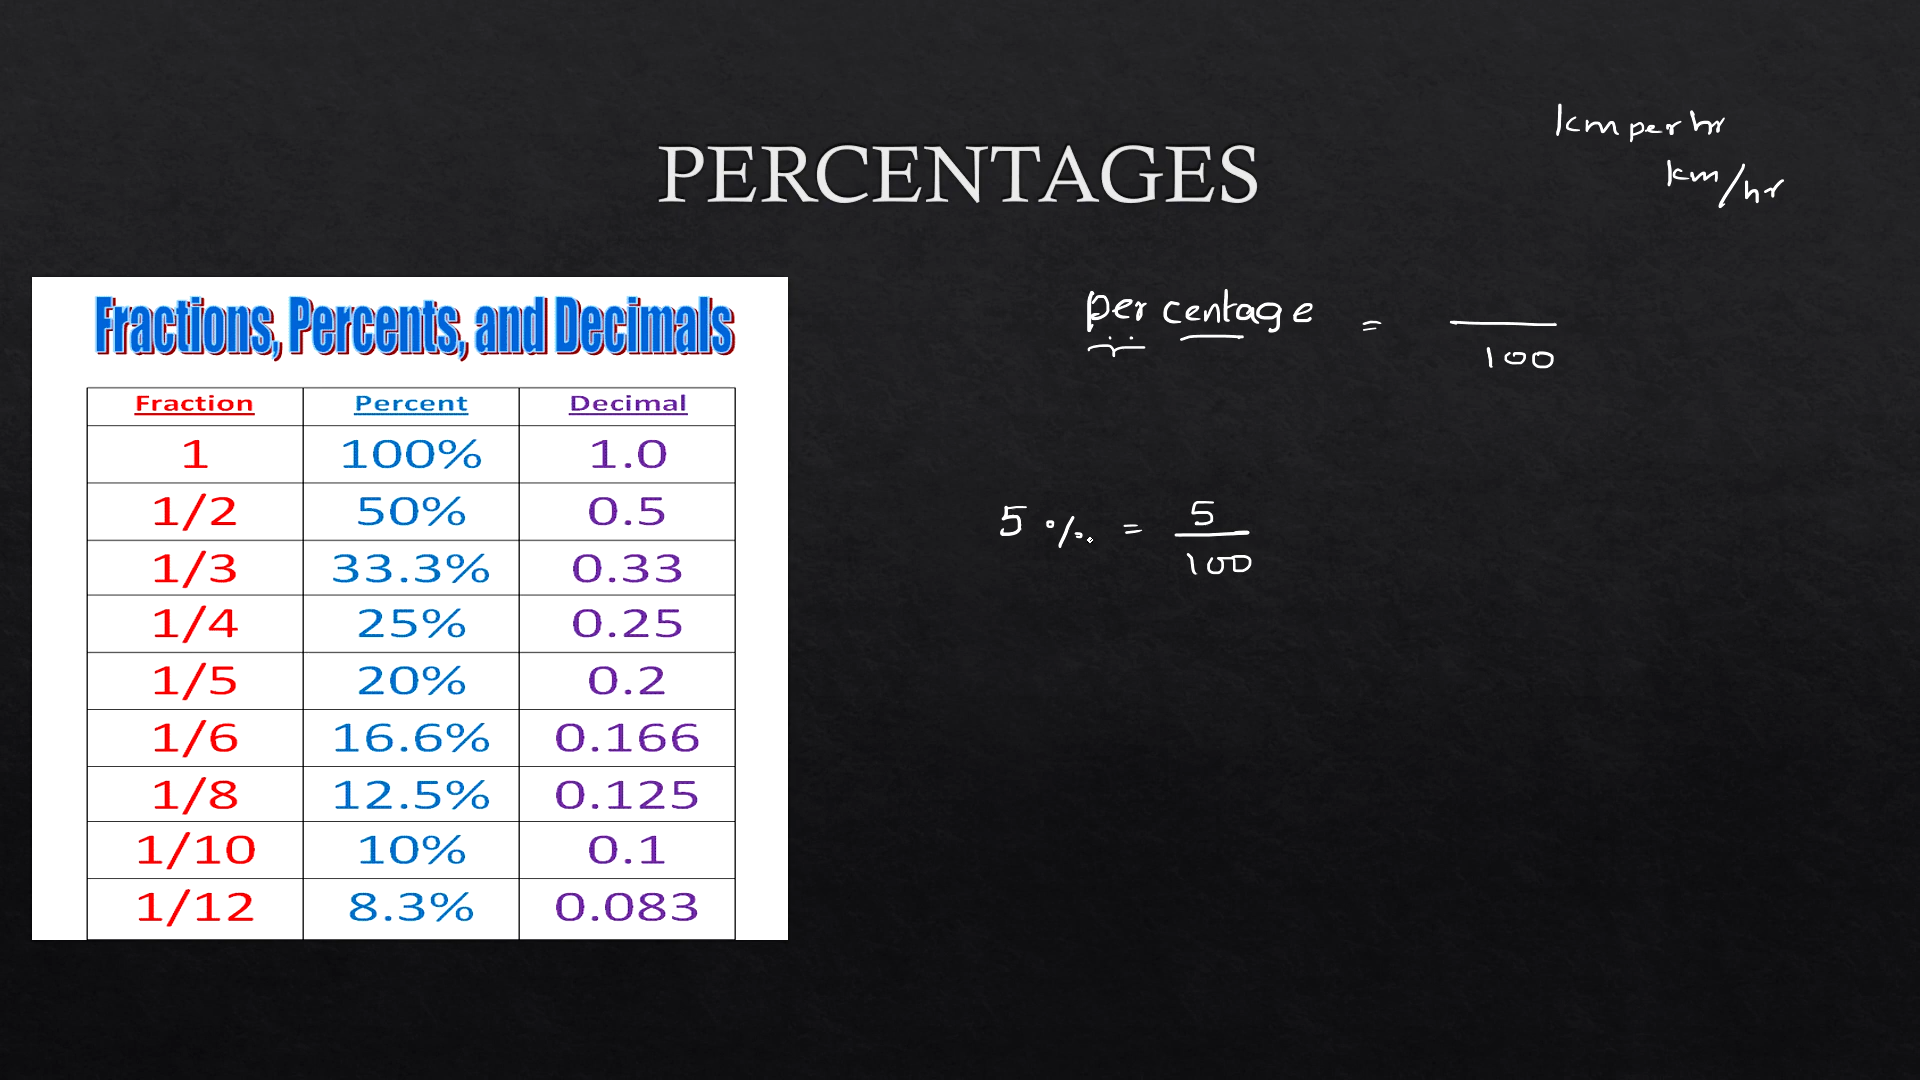 PERCENTAGES
km per hr
km/hr
Fractions, Percents, and Decimals
Fraction Percent Decimal
1 100% 1.0
1/2 50% 0.5
1/3 33.3% 0.33
1/4 25% 0.25
1/5 20% 0.2
1/6 16.6% 0.166
1/8 12.5% 0.125
1/10 10% 0.1
1/12 8.3% 0.083
per centage = 
100
5 % = 5
100